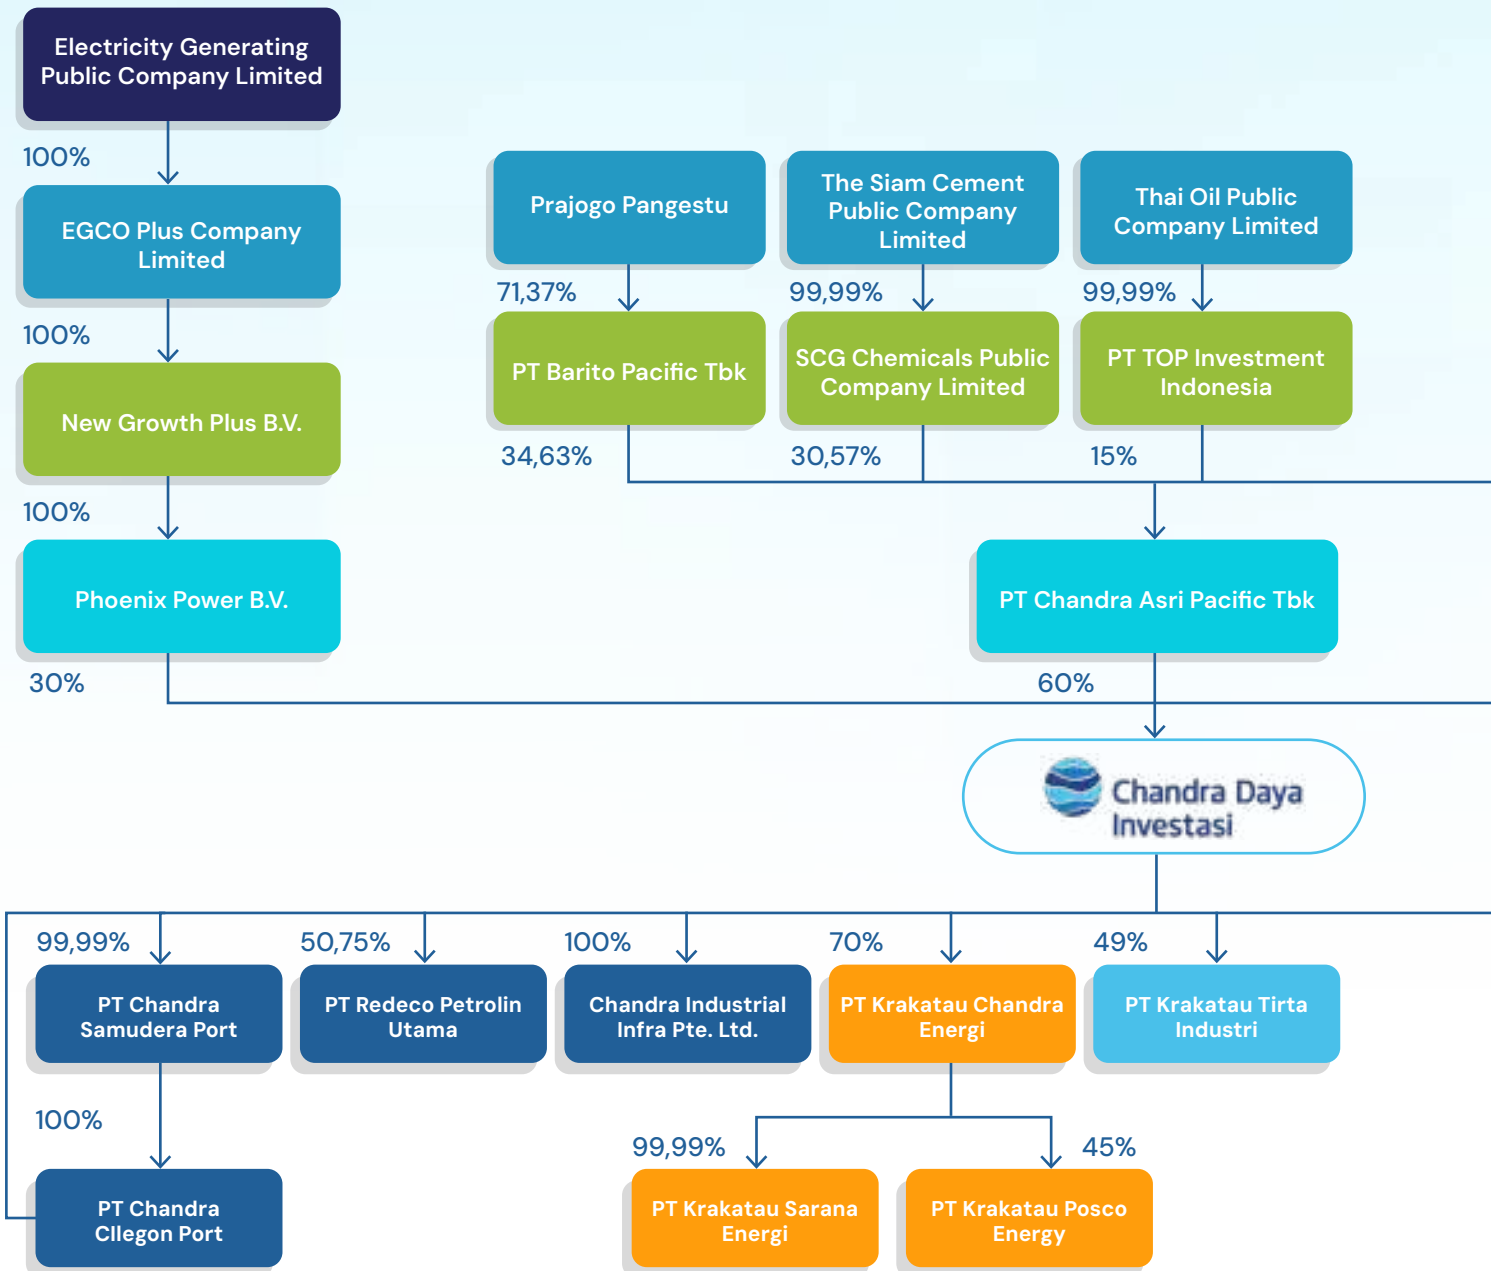 Electricity Generating
Public Company Limited
100%
EGCO Plus Company
Limited
100%
New Growth Plus B.V.
100%
Phoenix Power B.V.
30%
Prajogo Pangestu
The Siam Cement
Public Company
Limited
Thai Oil Public
Company Limited
71,37%
99,99%
99,99%
PT Barito Pacific Tbk
SCG Chemicals Public
Company Limited
PT TOP Investment
Indonesia
34,63%
30,57%
15%
PT Chandra Asri Pacific Tbk
60%
Chandra Daya
Investasi
99,99%
50,75%
100%
70%
49%
PT Chandra
Samudera Port
PT Redeco Petrolin
Utama
Chandra Industrial
Infra Pte. Ltd.
PT Krakatau Chandra
Energi
PT Krakatau Tirta
Industri
100%
99,99%
45%
PT Chandra
CIlegon Port
PT Krakatau Sarana
Energi
PT Krakatau Posco
Energy